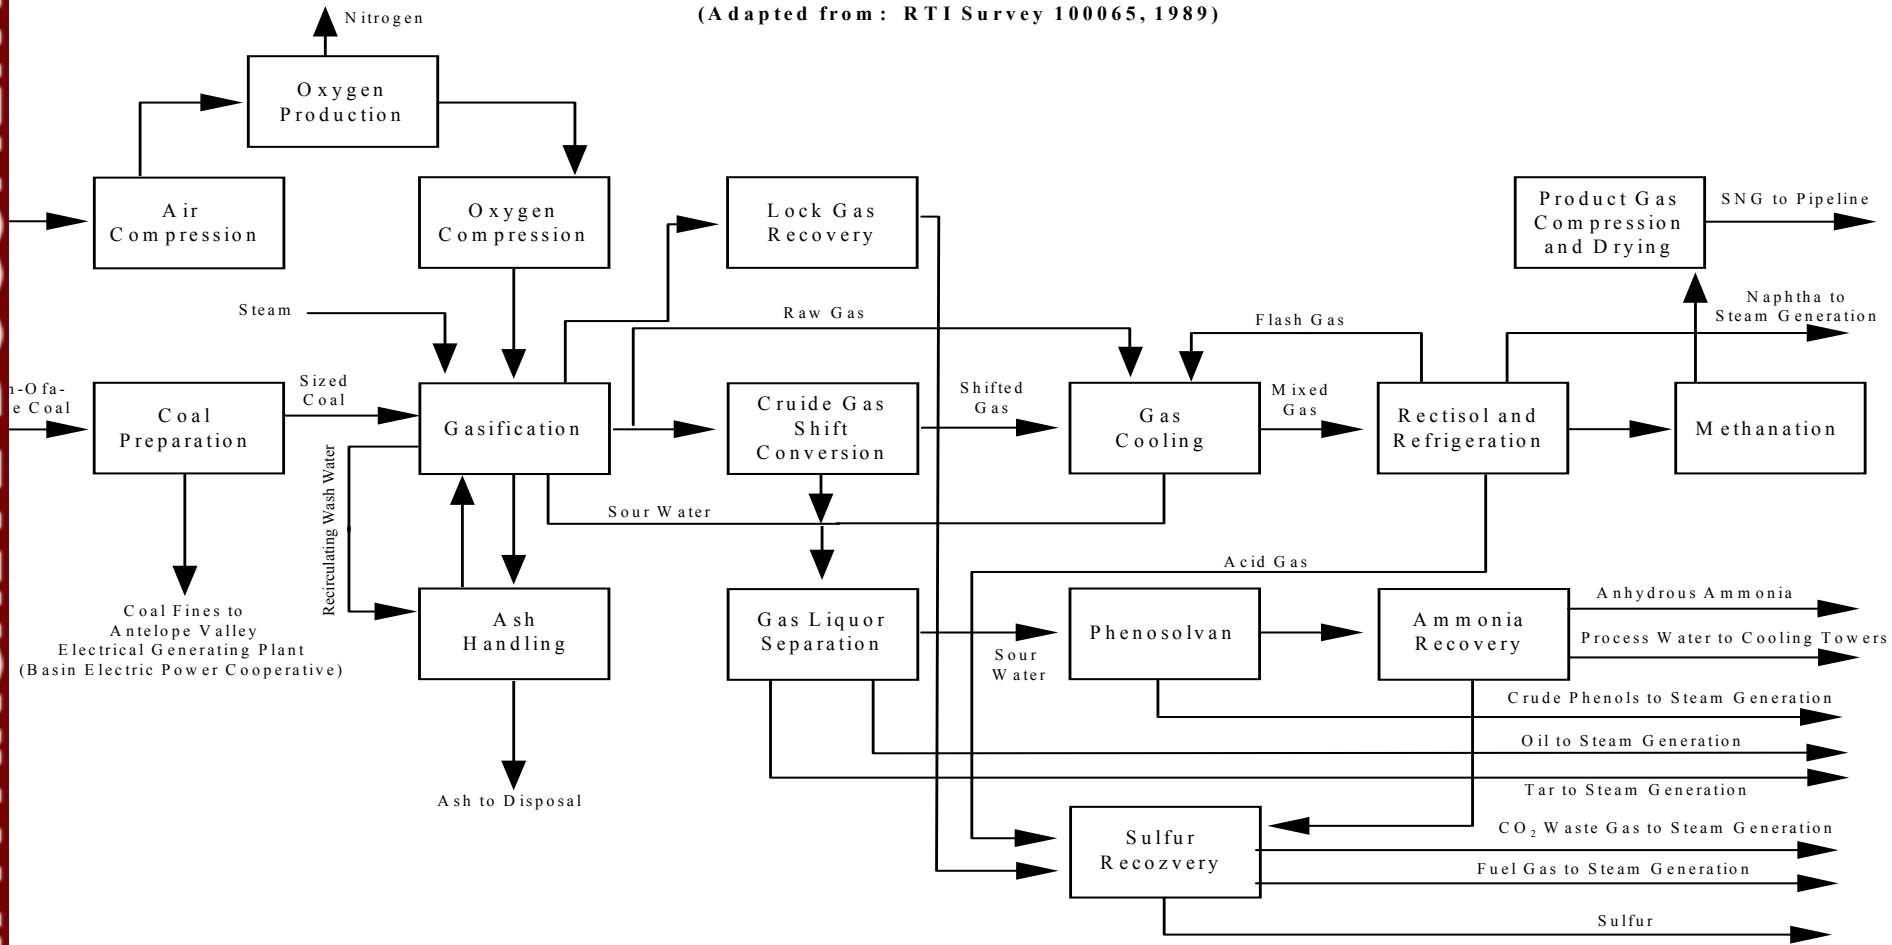 (Adapted from: RTI Survey 100065, 1989)
Nitrogen
Oxygen
Production
Air
Compression
Oxygen
Compression
Lock Gas
Recovery
Product Gas
Compression
and Drying
SNG to Pipeline
Steam
Raw Gas
Flash Gas
Naphtha to
Steam Generation
n-Ofa-
e Coal
Coal
Preparation
Sized
Coal
Gasification
Cruide Gas
Shift
Conversion
Shifted
Gas
Gas
Cooling
Mixed
Gas
Rectisol and
Refrigeration
Methanation
Recirculating Wash Water
Sour Water
Acid Gas
Coal Fines to
Antelope Valley
Electrical Generating Plant
(Basin Electric Power Cooperative)
Ash
Handling
Gas Liquor
Separation
Sour
Water
Phenosolvan
Ammonia
Recovery
Anhydrous Ammonia
Process Water to Cooling Towers
Crude Phenols to Steam Generation
Oil to Steam Generation
Tar to Steam Generation
Ash to Disposal
Sulfur
Recozvery
CO₂ Waste Gas to Steam Generation
Fuel Gas to Steam Generation
Sulfur